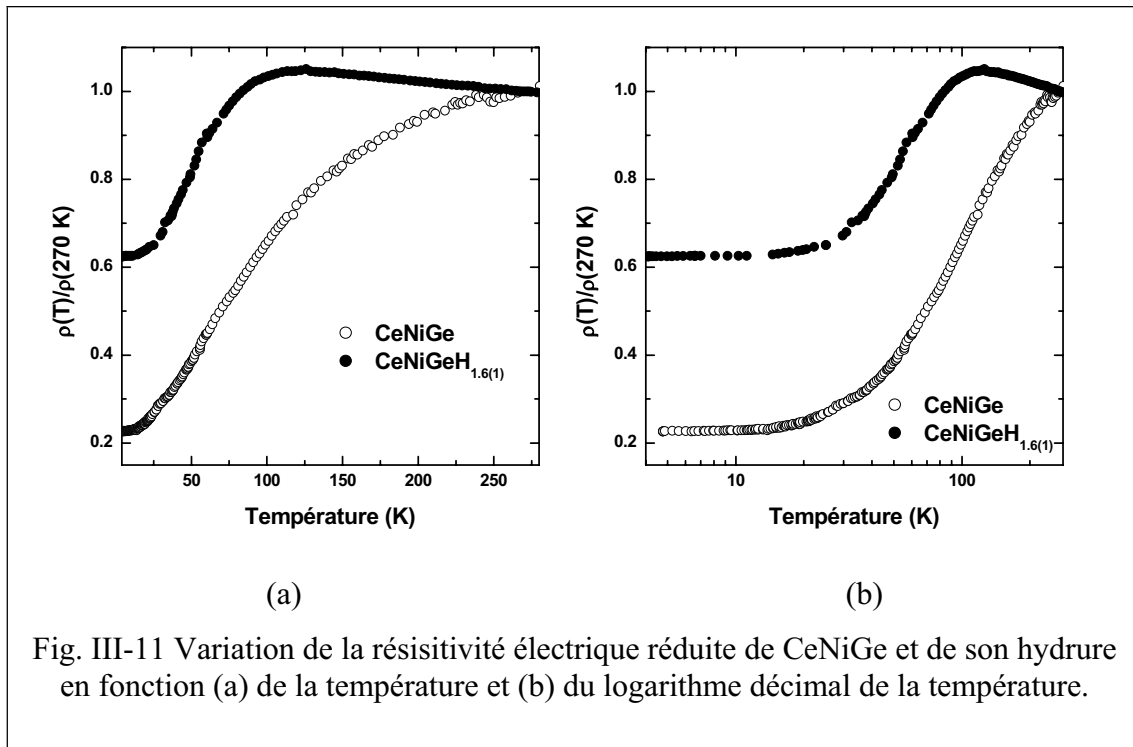 1.0
0.8
0.6
0.4
0.2
ρ(T)/ρ(270 K)
50 100 150 200 250
Température (K)
CeNiGe
CeNiGeH1.6(1)
1.0
0.8
0.6
0.4
0.2
ρ(T)/ρ(270 K)
10 100
Température (K)
CeNiGe
CeNiGeH1.6(1)
(a) (b)
Fig. III-11 Variation de la résisitivité électrique réduite de CeNiGe et de son hydrure
en fonction (a) de la température et (b) du logarithme décimal de la température.